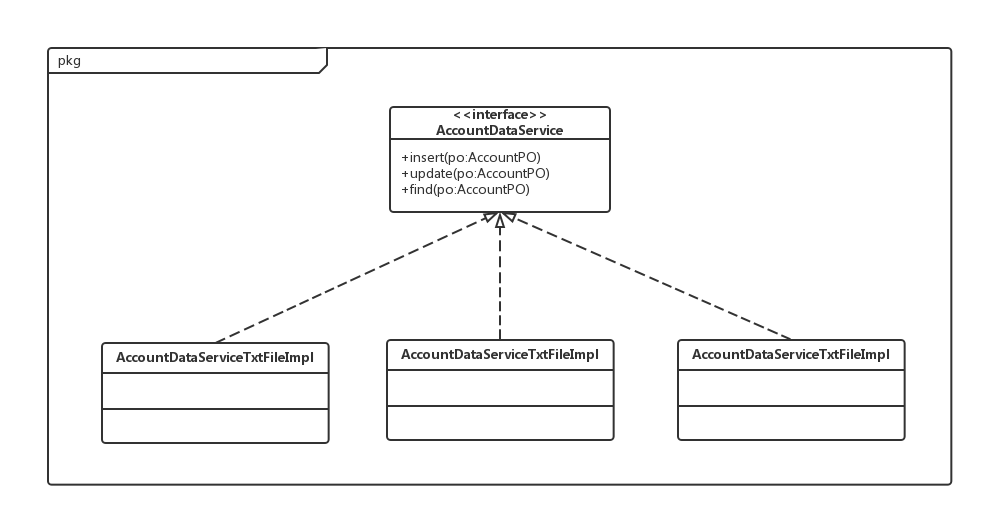 pkg
<<interface>>
AccountDataService
+insert(po:AccountPO)
+update(po:AccountPO)
+find(po:AccountPO)
AccountDataServiceTxtFileImpl
AccountDataServiceTxtFileImpl
AccountDataServiceTxtFileImpl